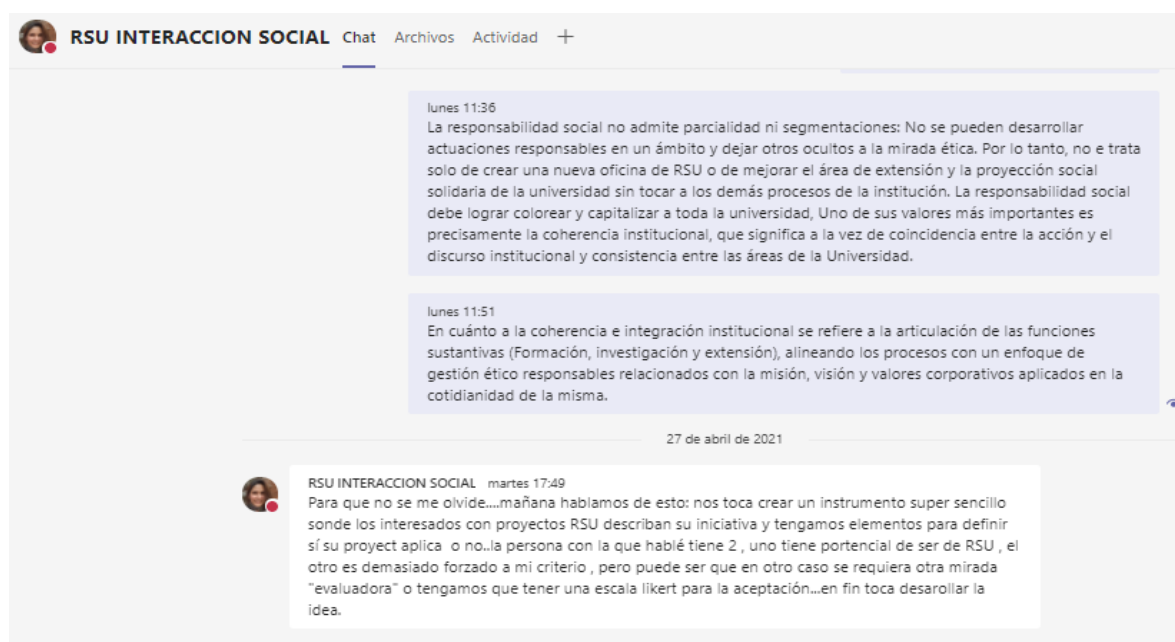 RSU INTERACCION SOCIAL Chat Archivos Actividad +
lunes 11:36
La responsabilidad social no admite parcialidad ni segmentaciones: No se pueden desarrollar
actuaciones responsables en un ámbito y dejar otros ocultos a la mirada ética. Por lo tanto, no e trata
solo de crear una nueva oficina de RSU o de mejorar el área de extensión y la proyección social
solidaria de la universidad sin tocar a los demás procesos de la institución. La responsabilidad social
debe lograr colorear y capitalizar a toda la universidad, Uno de sus valores más importantes es
precisamente la coherencia institucional, que significa a la vez de coincidencia entre la acción y el
discurso institucional y consistencia entre las áreas de la Universidad.
lunes 11:51
En cuánto a la coherencia e integración institucional se refiere a la articulación de las funciones
sustantivas (Formación, investigación y extensión), alineando los procesos con un enfoque de
gestión ético responsables relacionados con la misión, visión y valores corporativos aplicados en la
cotidianidad de la misma.
27 de abril de 2021
RSU INTERACCION SOCIAL martes 17:49
Para que no se me olvide....mañana hablamos de esto: nos toca crear un instrumento super sencillo
sonde los interesados con proyectos RSU describan su iniciativa y tengamos elementos para definir
sí su proyect aplica o no..la persona con la que hablé tiene 2 , uno tiene portencial de ser de RSU , el
otro es demasiado forzado a mi criterio , pero puede ser que en otro caso se requiera otra mirada
"evaluadora" o tengamos que tener una escala likert para la aceptación...en fin toca desarollar la
idea.